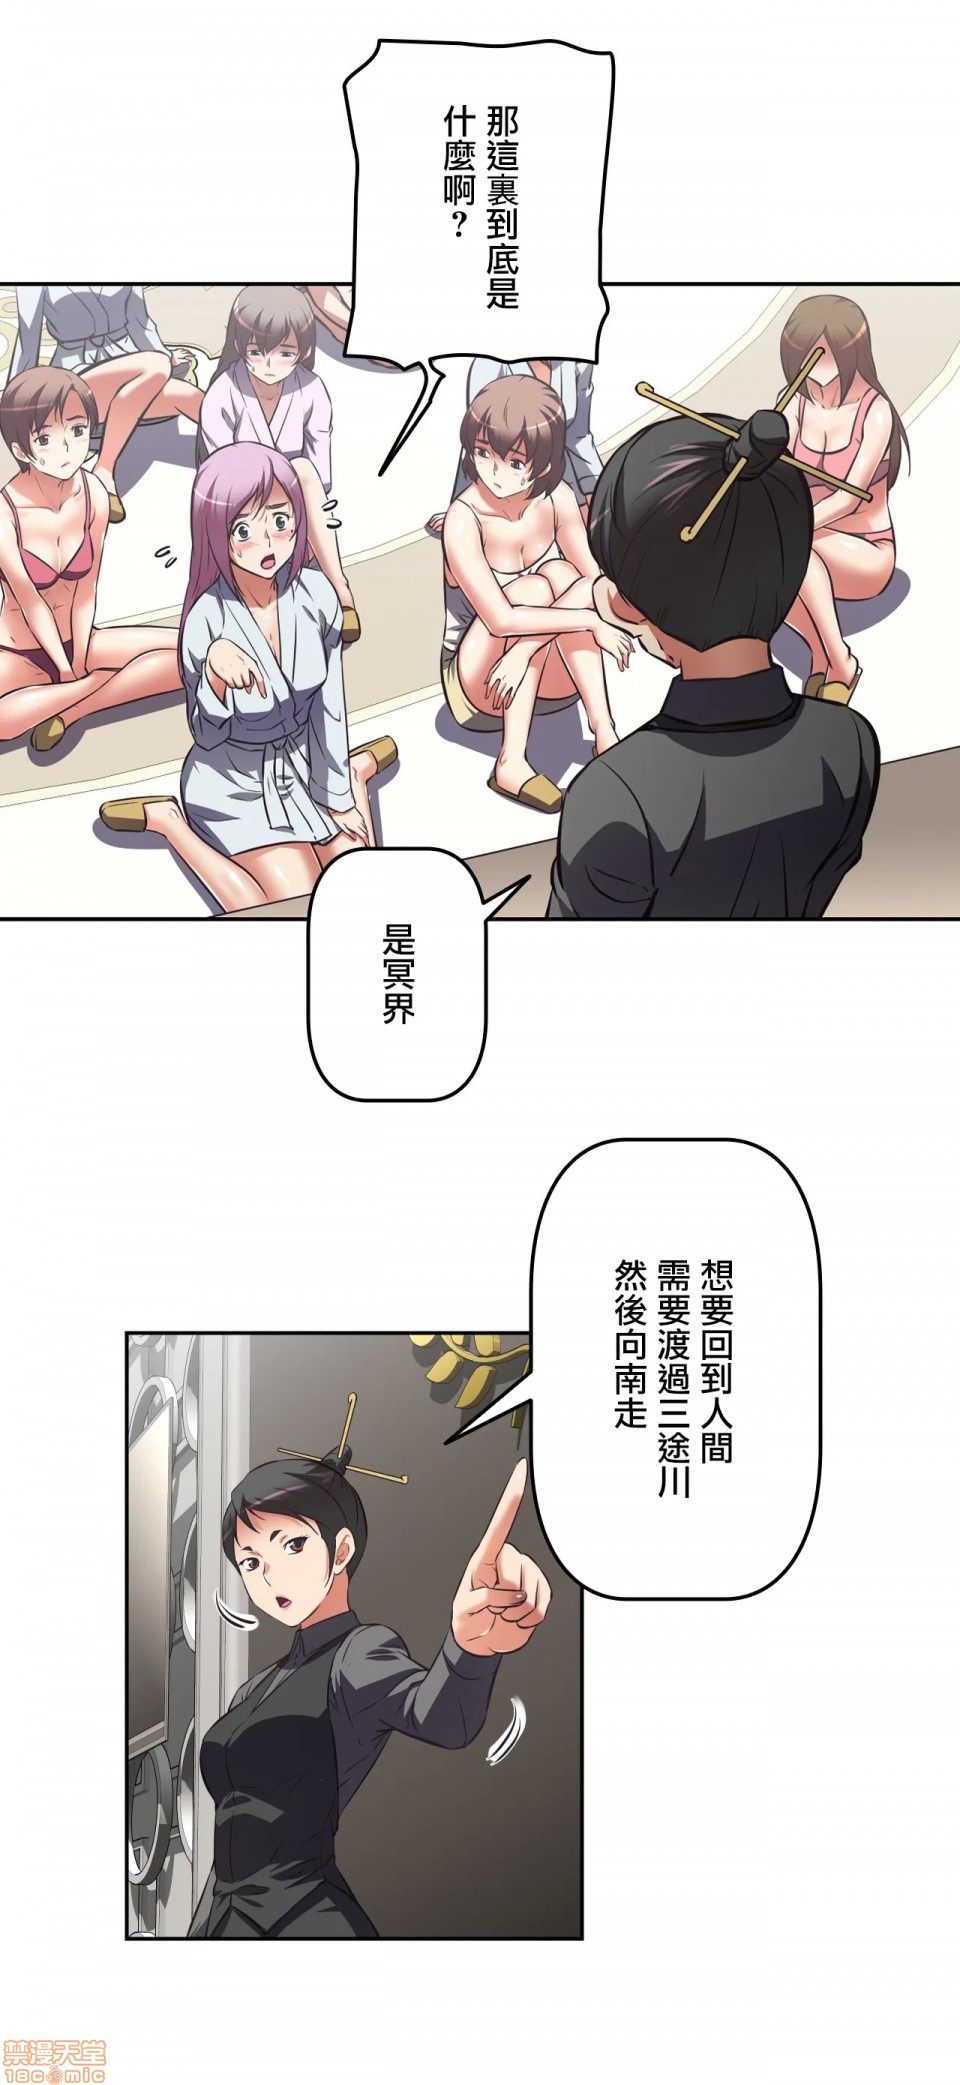 那這裏到底是
什麼啊？
是冥界
想要回到人間
需要渡過三途川
然後向南走
禁漫天堂
18comic